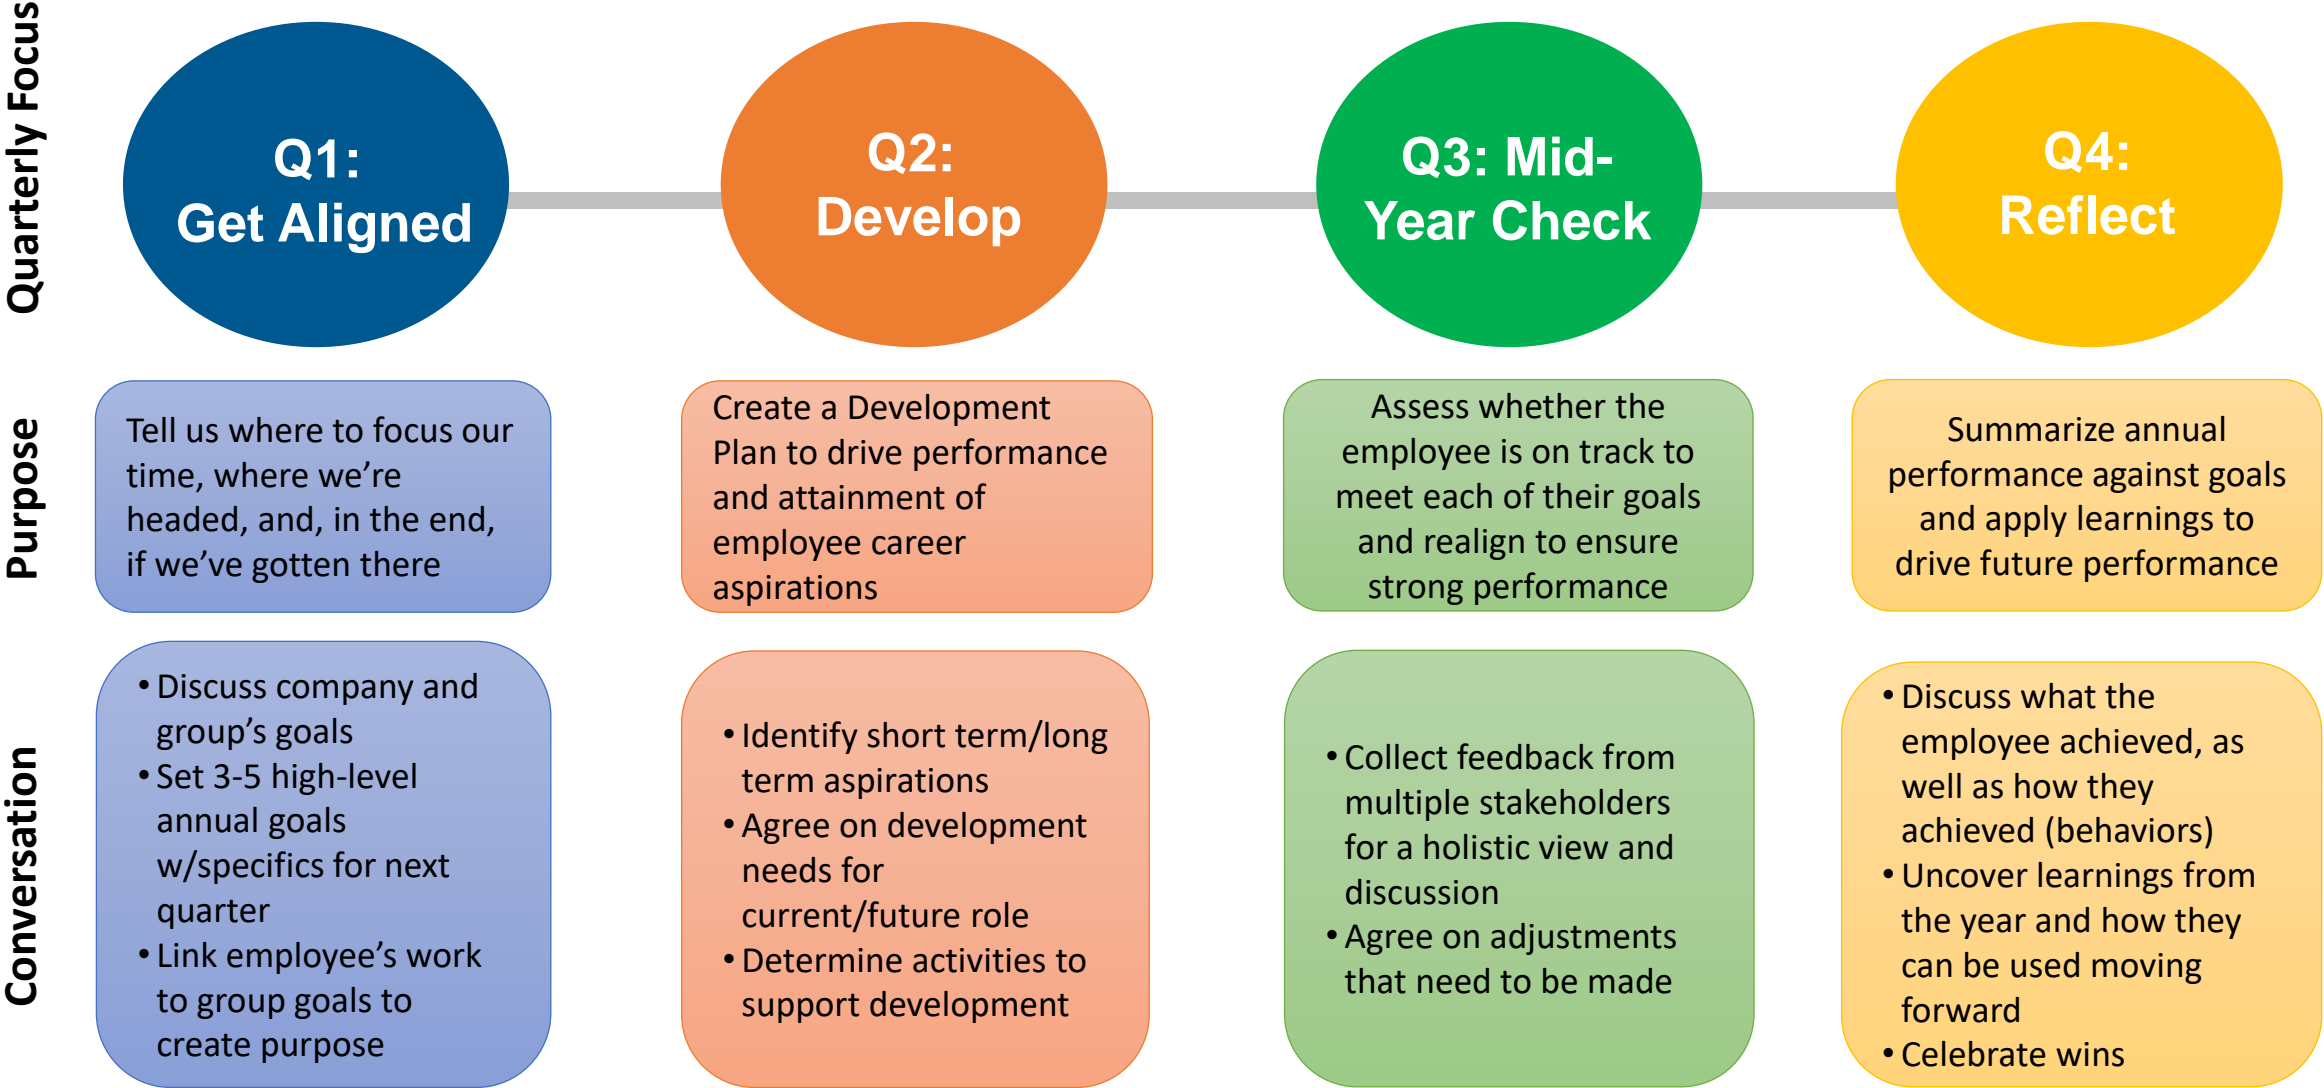 Quarterly Focus
Q1:
Get Aligned
Q2:
Develop
Q3: Mid-
Year Check
Q4:
Reflect
Purpose
Tell us where to focus our
time, where we’re
headed, and, in the end,
if we’ve gotten there
Create a Development
Plan to drive performance
and attainment of
employee career
aspirations
Assess whether the
employee is on track to
meet each of their goals
and realign to ensure
strong performance
Summarize annual
performance against goals
and apply learnings to
drive future performance
Conversation
• Discuss company and
group’s goals
• Set 3-5 high-level
annual goals
w/specifics for next
quarter
• Link employee’s work
to group goals to
create purpose
• Identify short term/long
term aspirations
• Agree on development
needs for
current/future role
• Determine activities to
support development
• Collect feedback from
multiple stakeholders
for a holistic view and
discussion
• Agree on adjustments
that need to be made
• Discuss what the
employee achieved, as
well as how they
achieved (behaviors)
• Uncover learnings from
the year and how they
can be used moving
forward
• Celebrate wins